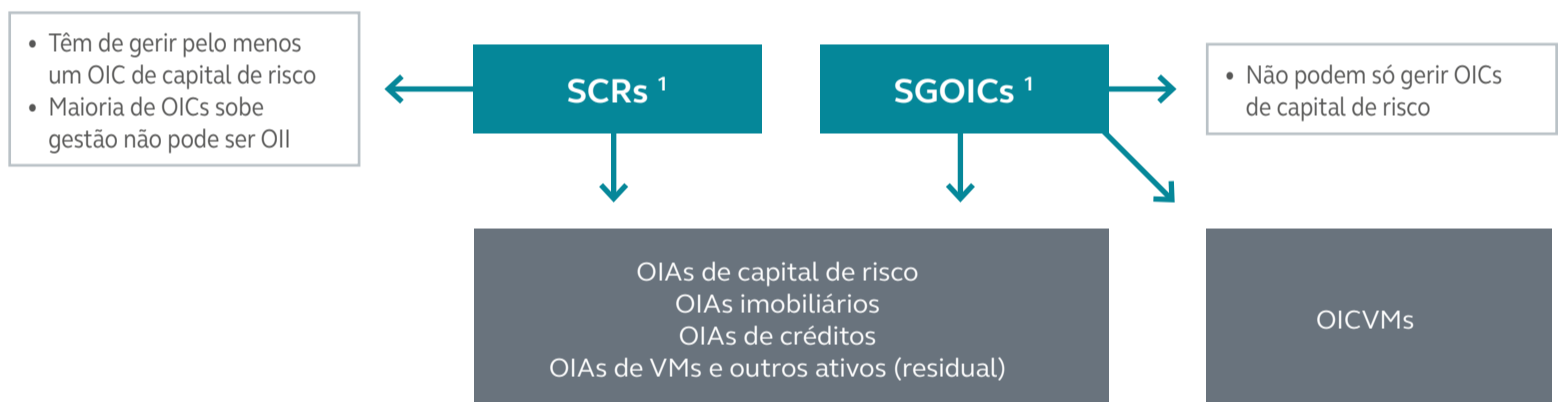 • Têm de gerir pelo menos
um OIC de capital de risco
• Maioria de OICs sobe
gestão não pode ser OII
SCRs ¹
SGOICs ¹
• Não podem só gerir OICs
de capital de risco
OIAs de capital de risco
OIAs imobiliários
OIAs de créditos
OIAs de VMs e outros ativos (residual)
OICVMs